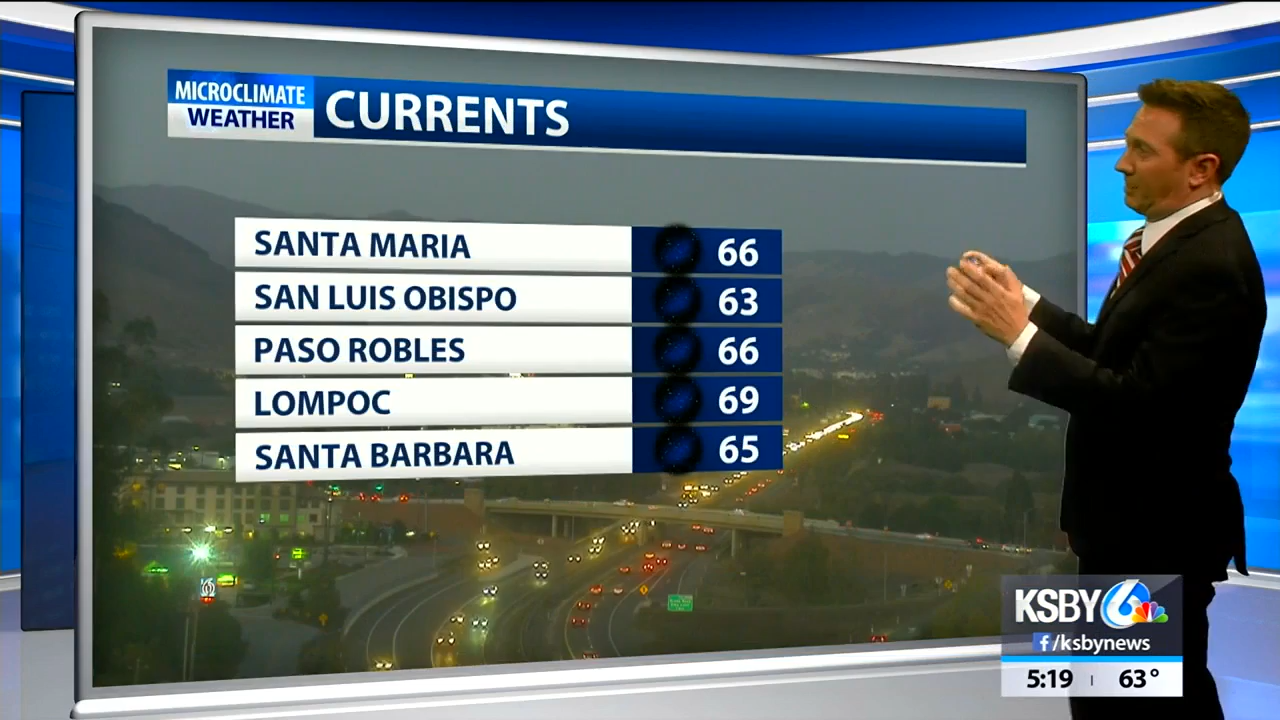 MICROCLIMATE
WEATHER
CURRENTS
SANTA MARIA 66
SAN LUIS OBISPO 63
PASO ROBLES 66
LOMPOC 69
SANTA BARBARA 65
KSBY6
f/ksbynews
5:19 | 63°